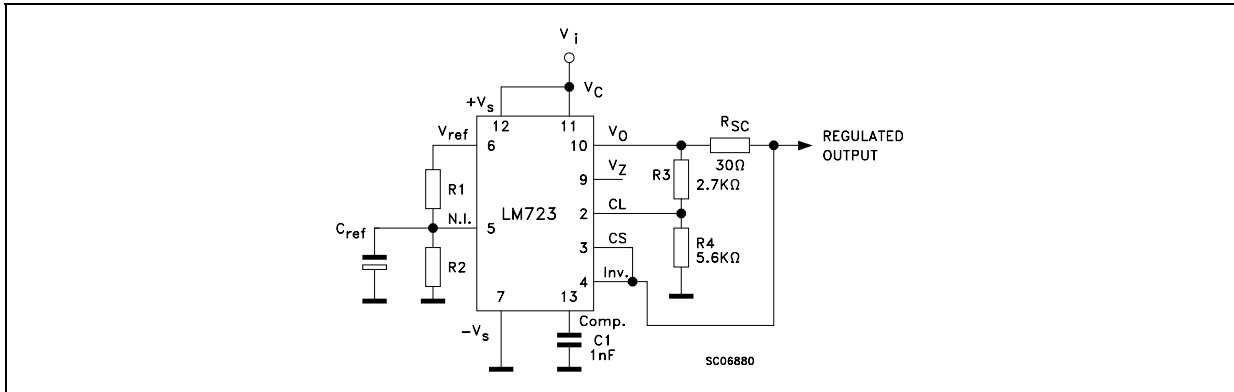 V i
V C
+V s
12
11
V ref
6
10
V O
R SC
30Ω
REGULATED
OUTPUT
9
V Z
R3
2.7KΩ
R1
N.I.
5
LM723
2
CL
C ref
R2
3
CS
R4
5.6KΩ
4
Inv.
7
13
-V s
Comp.
C1
1nF
SC06880